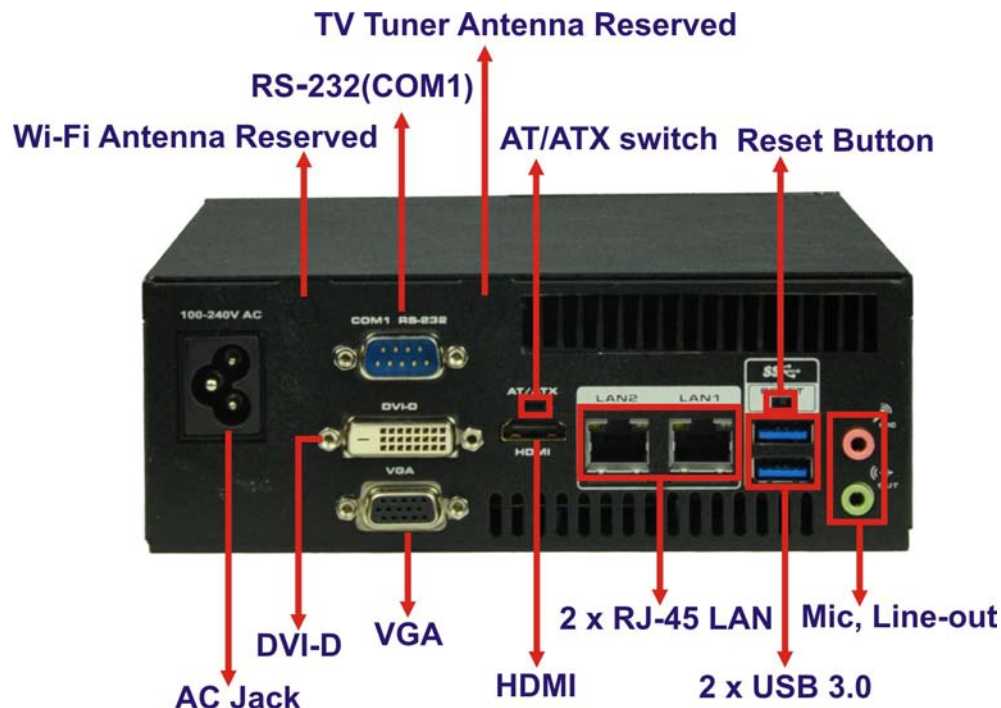 TV Tuner Antenna Reserved
RS-232(COM1)
Wi-Fi Antenna Reserved
AT/ATX switch
Reset Button
100-240V AC
COM1 RS-232
AT/ATX
LAN2
LAN1
DVI-D
HDMI
VGA
OUT
2 x RJ-45 LAN
Mic, Line-out
DVI-D
VGA
AC Jack
HDMI
2 x USB 3.0